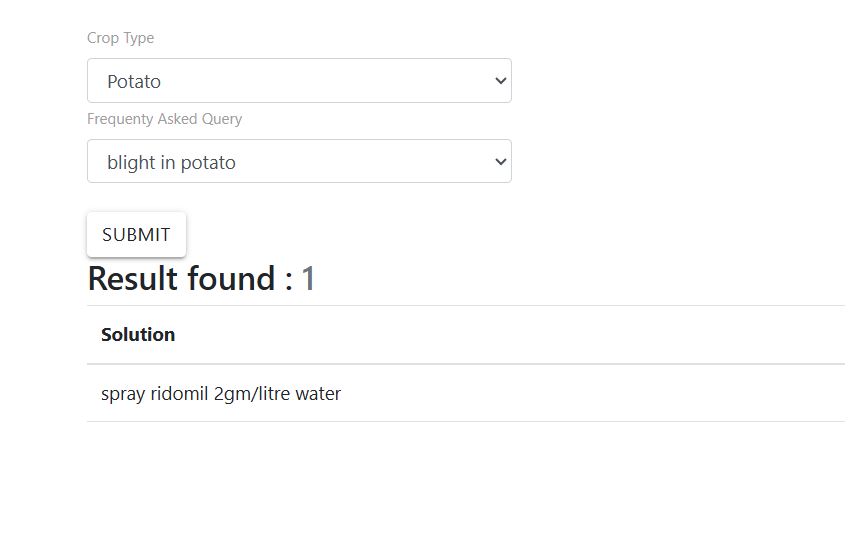 Crop Type
Potato
Frequenty Asked Query
blight in potato
SUBMIT
Result found : 1
Solution
spray ridomil 2gm/litre water